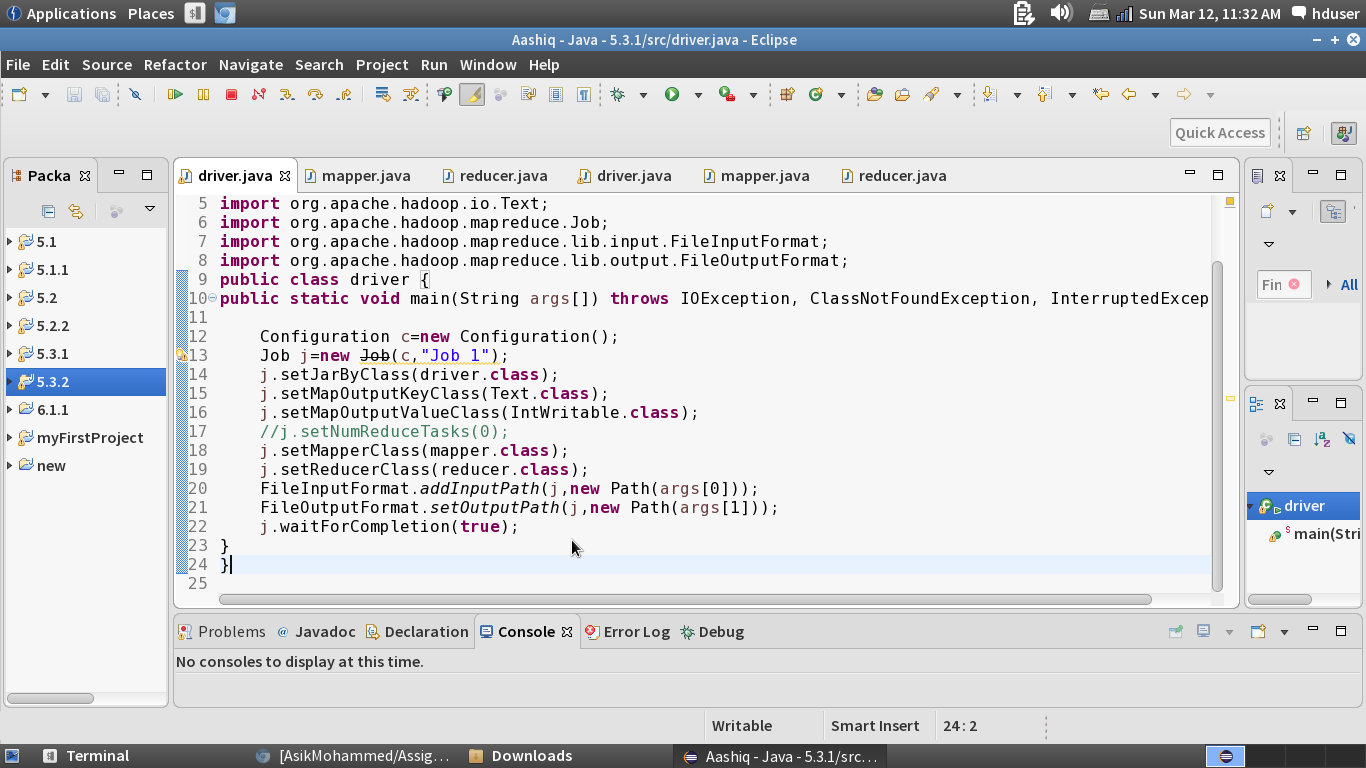 Applications Places Sun Mar 12, 11:32 AM hduser
Aashiq - Java - 5.3.1/src/driver.java - Eclipse
File Edit Source Refactor Navigate Search Project Run Window Help
Quick Access
Packa
5.1
5.1.1
5.2
5.2.2
5.3.1
5.3.2
6.1.1
myFirstProject
new
driver.java mapper.java reducer.java driver.java mapper.java reducer.java
5 import org.apache.hadoop.io.Text;
6 import org.apache.hadoop.mapreduce.Job;
7 import org.apache.hadoop.mapreduce.lib.input.FileInputFormat;
8 import org.apache.hadoop.mapreduce.lib.output.FileOutputFormat;
9 public class driver {
10 public static void main(String args[]) throws IOException, ClassNotFoundException, InterruptedExcep
11
12 Configuration c=new Configuration();
13 Job j=new Job(c,"Job 1");
14 j.setJarByClass(driver.class);
15 j.setMapOutputKeyClass(Text.class);
16 j.setMapOutputValueClass(IntWritable.class);
17 //j.setNumReduceTasks(0);
18 j.setMapperClass(mapper.class);
19 j.setReducerClass(reducer.class);
20 FileInputFormat.addInputPath(j,new Path(args[0]));
21 FileOutputFormat.setOutputPath(j,new Path(args[1]));
22 j.waitForCompletion(true);
23 }
24 }
25
Fin All
driver
main(Stri
Problems Javadoc Declaration Console Error Log Debug
No consoles to display at this time.
Writable Smart Insert 24 : 2
Terminal [AsikMohammed/Assig… Downloads Aashiq - Java - 5.3.1/src…